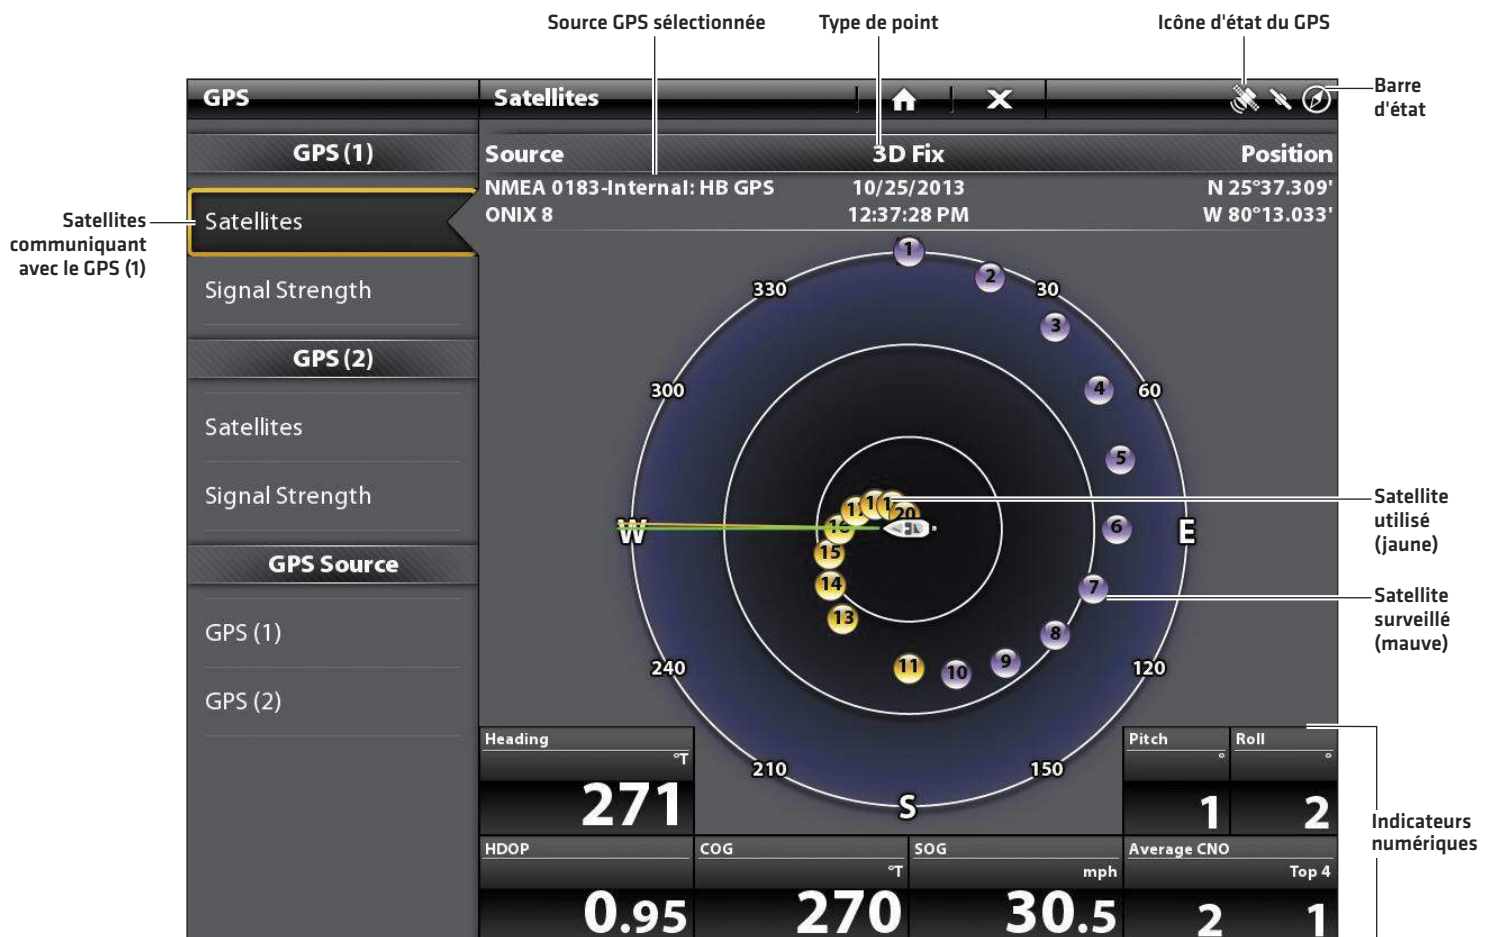 Source GPS sélectionnée
Type de point
Icône d'état du GPS
Barre
d'état
GPS
Satellites
GPS (1)
Source
3D Fix
Position
NMEA 0183-Internal: HB GPS
10/25/2013
N 25°37.309'
ONIX 8
12:37:28 PM
W 80°13.033'
Satellites
communiquant
avec le GPS (1)
Satellites
Signal Strength
GPS (2)
Satellites
Signal Strength
GPS Source
GPS (1)
GPS (2)
1
2
330
30
3
300
4
60
5
20
W
6
E
15
14
7
13
8
11
10
9
240
120
210
150
S
Satellite
utilisé
(jaune)
Satellite
surveillé
(mauve)
Heading
°T
271
Pitch
°
1
Roll
°
2
Indicateurs
numériques
HDOP
0.95
COG
°T
270
SOG
mph
30.5
Average CNO
Top 4
2
1